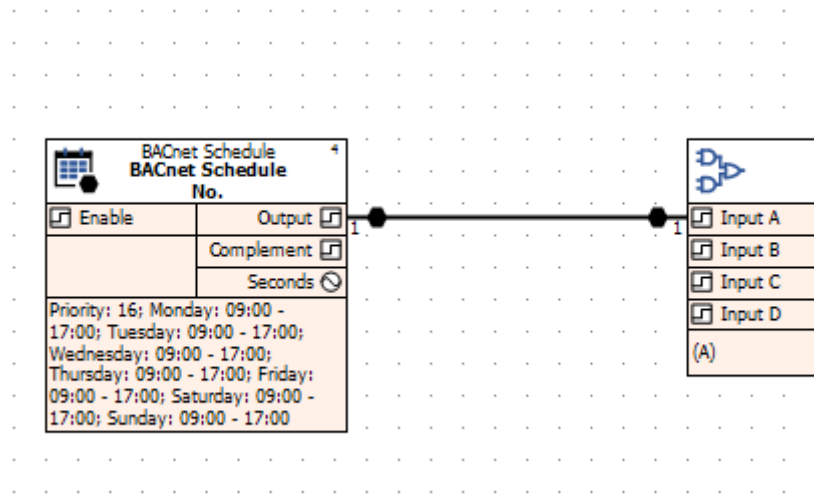 BACnet Schedule 4
BACnet Schedule
No.
Enable Output
Complement
Seconds
Priority: 16; Monday: 09:00 -
17:00; Tuesday: 09:00 - 17:00;
Wednesday: 09:00 - 17:00;
Thursday: 09:00 - 17:00; Friday:
09:00 - 17:00; Saturday: 09:00 -
17:00; Sunday: 09:00 - 17:00
1
1
Input A
Input B
Input C
Input D
(A)